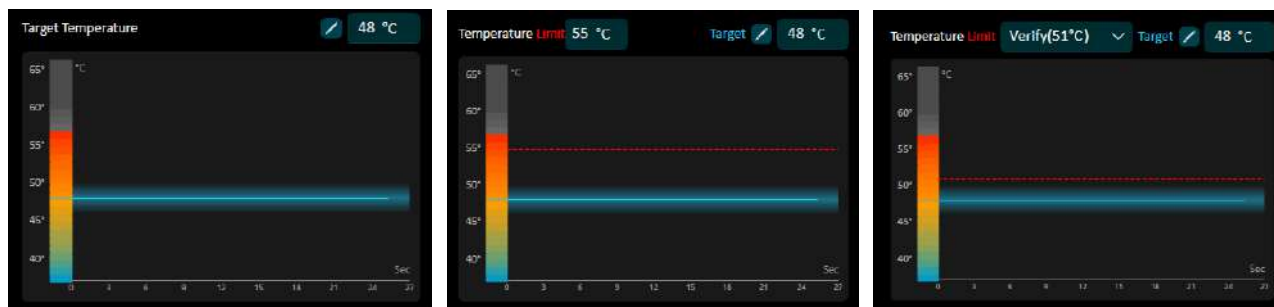 Target Temperature 48 °C
65° °C
60°
55°
50°
45°
40°
Sec
0 3 6 9 12 15 18 21 24 27
Temperature Limit 55 °C Target 48 °C
65° °C
60°
55°
50°
45°
40°
Sec
0 3 6 9 12 15 18 21 24 27
Temperature Limit Verify(51°C) Target 48 °C
65° °C
60°
55°
50°
45°
40°
Sec
0 3 6 9 12 15 18 21 24 27